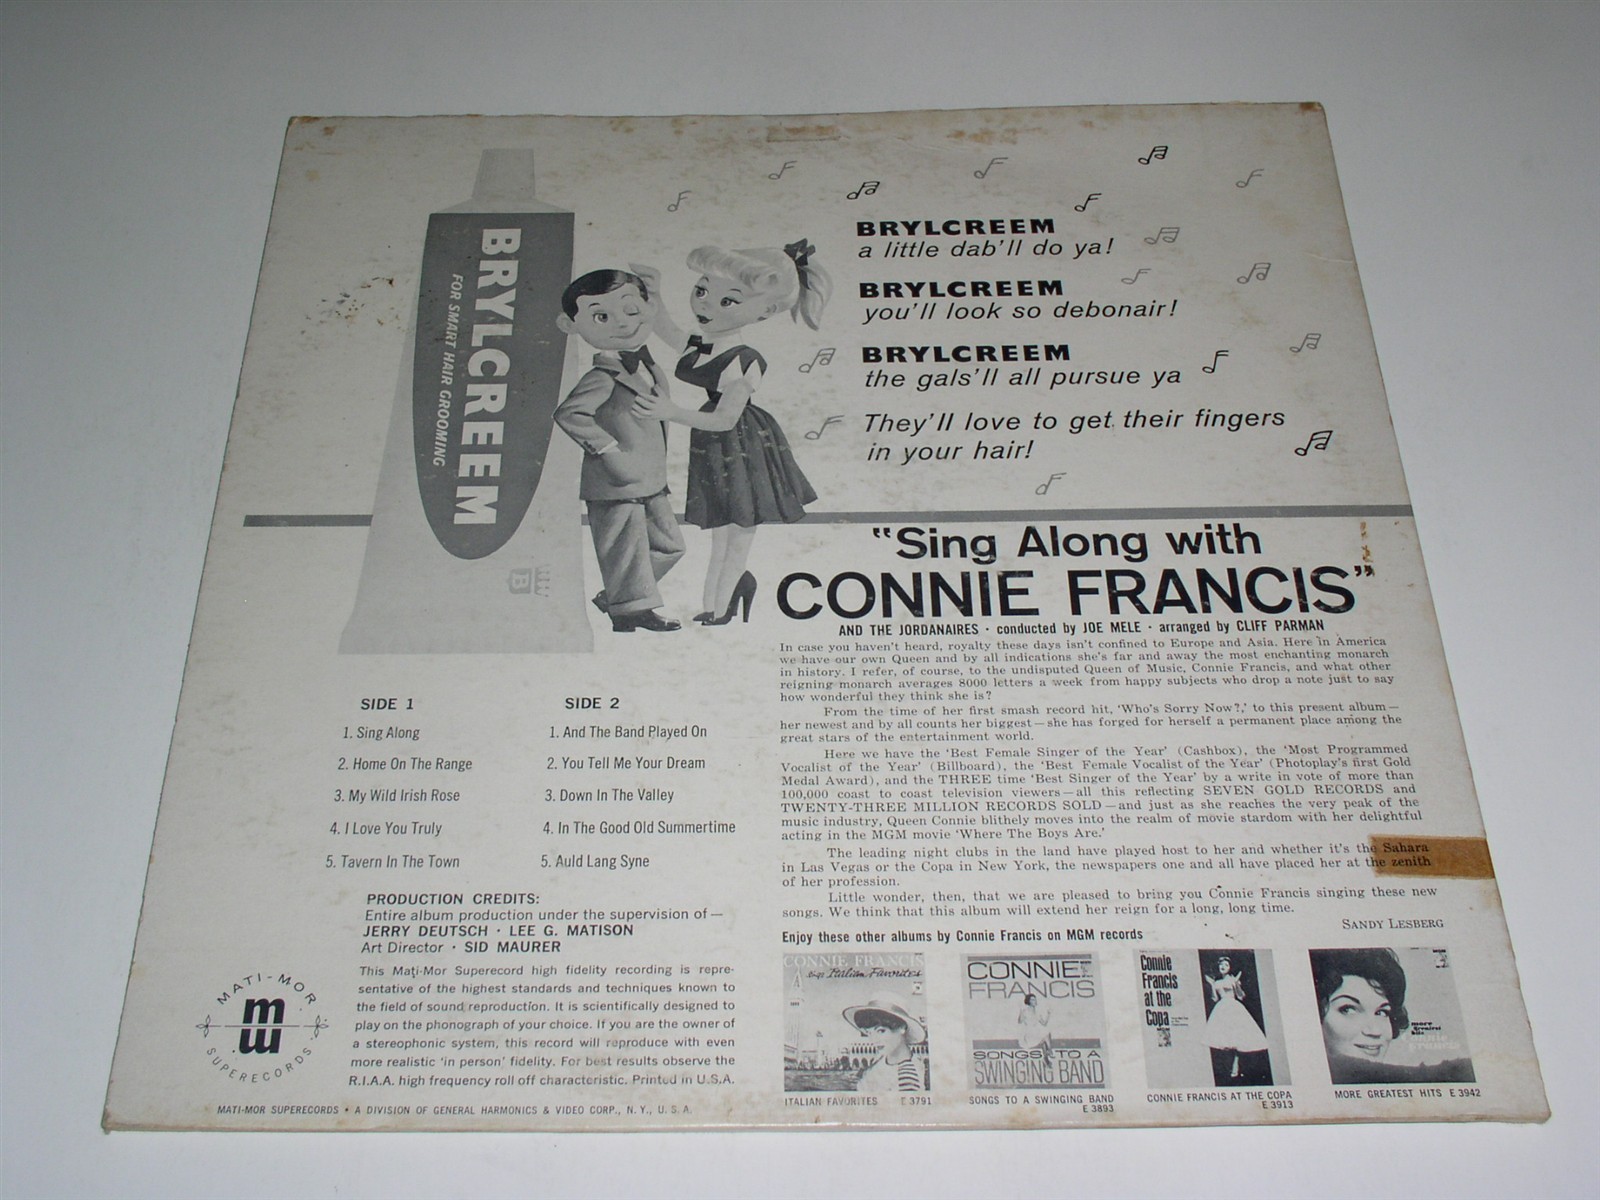 BRYLCREEM
FOR SMART HAIR GROOMING
B
BRYLCREEM
a little dab'll do ya!
BRYLCREEM
you'll look so debonair!
BRYLCREEM
the gals'll all pursue ya
They'll love to get their fingers
in your hair!
"Sing Along with
CONNIE FRANCIS"
AND THE JORDANAIRES · conducted by JOE MELE · arranged by CLIFF PARMAN
In case you haven't heard, royalty these days isn't confined to Europe and Asia. Here in America
we have our own Queen and by all indications she's far and away the most enchanting monarch
in history. I refer, of course, to the undisputed Queen of Music, Connie Francis, and what other
reigning monarch averages 8000 letters a week from happy subjects who drop a note just to say
how wonderful they think she is?
From the time of her first smash record hit, 'Who's Sorry Now?,' to this present album—
her newest and by all counts her biggest—she has forged for herself a permanent place among the
great stars of the entertainment world.
Here we have the 'Best Female Singer of the Year' (Cashbox), the 'Most Programmed
Vocalist of the Year' (Billboard), the 'Best Female Vocalist of the Year' (Photoplay's first Gold
Medal Award), and the THREE time 'Best Singer of the Year' by a write in vote of more than
100,000 coast to coast television viewers—all this reflecting SEVEN GOLD RECORDS and
TWENTY-THREE MILLION RECORDS SOLD—and just as she reaches the very peak of the
music industry, Queen Connie blithely moves into the realm of movie stardom with her delightful
acting in the MGM movie 'Where The Boys Are.'
The leading night clubs in the land have played host to her and whether it's the Sahara
in Las Vegas or the Copa in New York, the newspapers one and all have placed her at the zenith
of her profession.
Little wonder, then, that we are pleased to bring you Connie Francis singing these new
songs. We think that this album will extend her reign for a long, long time.
SANDY LESBERG
SIDE 1
1. Sing Along
2. Home On The Range
3. My Wild Irish Rose
4. I Love You Truly
5. Tavern In The Town
SIDE 2
1. And The Band Played On
2. You Tell Me Your Dream
3. Down In The Valley
4. In The Good Old Summertime
5. Auld Lang Syne
PRODUCTION CREDITS:
Entire album production under the supervision of—
JERRY DEUTSCH · LEE G. MATISON
Art Director · SID MAURER
This Mati-Mor Superecord high fidelity recording is repre-
sentative of the highest standards and techniques known to
the field of sound reproduction. It is scientifically designed to
play on the phonograph of your choice. If you are the owner of
a stereophonic system, this record will reproduce with even
more realistic 'in person' fidelity. For best results observe the
R.I.A.A. high frequency roll off characteristic. Printed in U.S.A.
MATI-MOR
mm
SUPERECORDS
MATI-MOR SUPERECORDS • A DIVISION OF GENERAL HARMONICS & VIDEO CORP., N. Y., U. S. A.
Enjoy these other albums by Connie Francis on MGM records
CONNIE FRANCIS
sings Italian Favorites
ITALIAN FAVORITES E 3791
CONNIE
FRANCIS
SONGS TO A
SWINGING BAND
SONGS TO A SWINGING BAND
E 3893
Connie
Francis
at the
Copa
CONNIE FRANCIS AT THE COPA
E 3913
more
greatest
hits
connie
francis
MORE GREATEST HITS E 3942